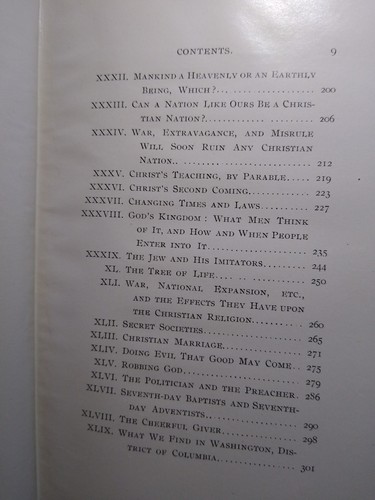 CONTENTS. 9
XXXII. Mankind a Heavenly or an Earthly
Being, Which?... ................. 200
XXXIII. Can a Nation Like Ours Be a Chris-
tian Nation?............. .......... 206
XXXIV. War, Extravagance, and Misrule
Will Soon Ruin Any Christian
Nation.. ........ ................ 212
XXXV. Christ's Teaching, by Parable..... 219
XXXVI. Christ's Second Coming............ 223
XXXVII. Changing Times and Laws.......... 227
XXXVIII. God's Kingdom: What Men Think
of It, and How and When People
Enter into It..................... 235
XXXIX. The Jew and His Imitators......... 244
XL. The Tree of Life.... .. ........... 250
XLI. War, National Expansion, etc.,
and the Effects They Have upon
the Christian Religion.......... 260
XLII. Secret Societies................... 265
XLIII. Christian Marriage................. 271
XLIV. Doing Evil That Good May Come.. 275
XLV. Robbing God....................... 279
XLVI. The Politician and the Preacher. 286
XLVII. Seventh-day Baptists and Seventh-
day Adventists.. ................. 290
XLVIII. The Cheerful Giver............... 298
XLIX. What We Find in Washington, Dis-
trict of Columbia................ 301